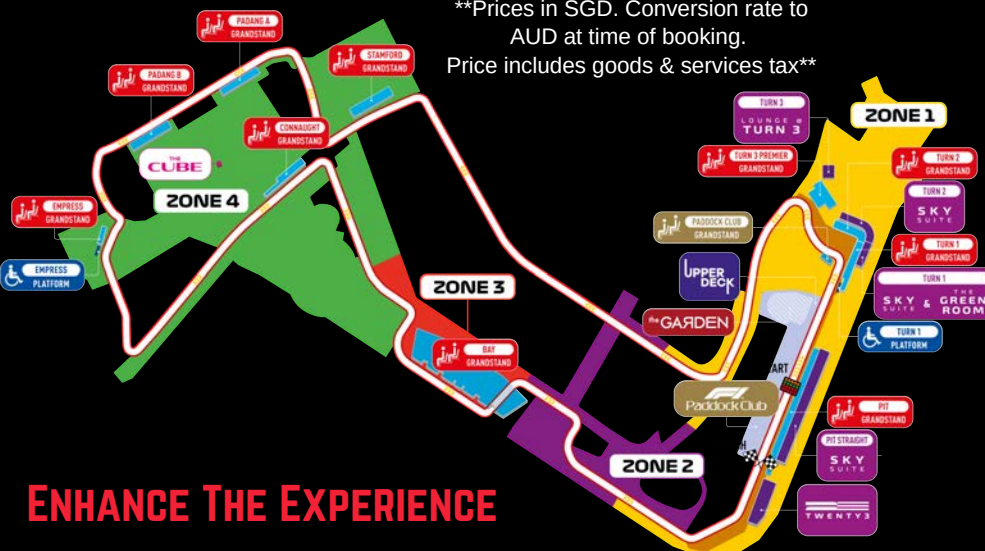 **Prices in SGD. Conversion rate to
AUD at time of booking.
Price includes goods & services tax**
PADANG A
GRANDSTAND
STAMFORD
GRANDSTAND
PADANG B
GRANDSTAND
CONNAUGHT
GRANDSTAND
THE
CUBE
ZONE 4
EMPRESS
GRANDSTAND
EMPRESS
PLATFORM
ZONE 3
BAY
GRANDSTAND
ZONE 1
TURN 3
LOUNGE @
TURN 3
TURN 3 PREMIER
GRANDSTAND
TURN 2
GRANDSTAND
TURN 2
SKY
SUITE
PADDOCK CLUB
GRANDSTAND
TURN 1
GRANDSTAND
UPPER
DECK
TURN 1
SKY
SUITE
&
THE
GREEN
ROOM
the GARDEN
TURN 1
PLATFORM
ART
F1
Paddock Club
PIT
GRANDSTAND
H
PIT STRAIGHT
SKY
SUITE
ZONE 2
TWENTY3
ENHANCE THE EXPERIENCE